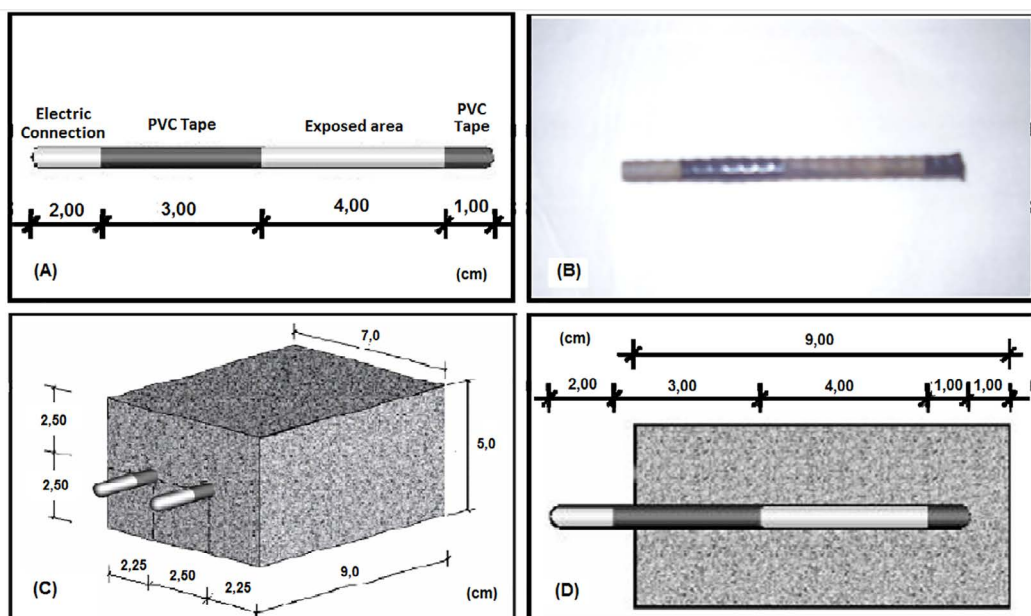 Electric
Connection
PVC Tape
Exposed area
PVC
Tape
2,00
3,00
4,00
1,00
(A)
(cm)
(B)
7,0
2,50
2,50
5,0
2,25
2,50
2,25
9,0
(C)
(cm)
(cm)
9,00
2,00
3,00
4,00
1,00
1,00
(D)